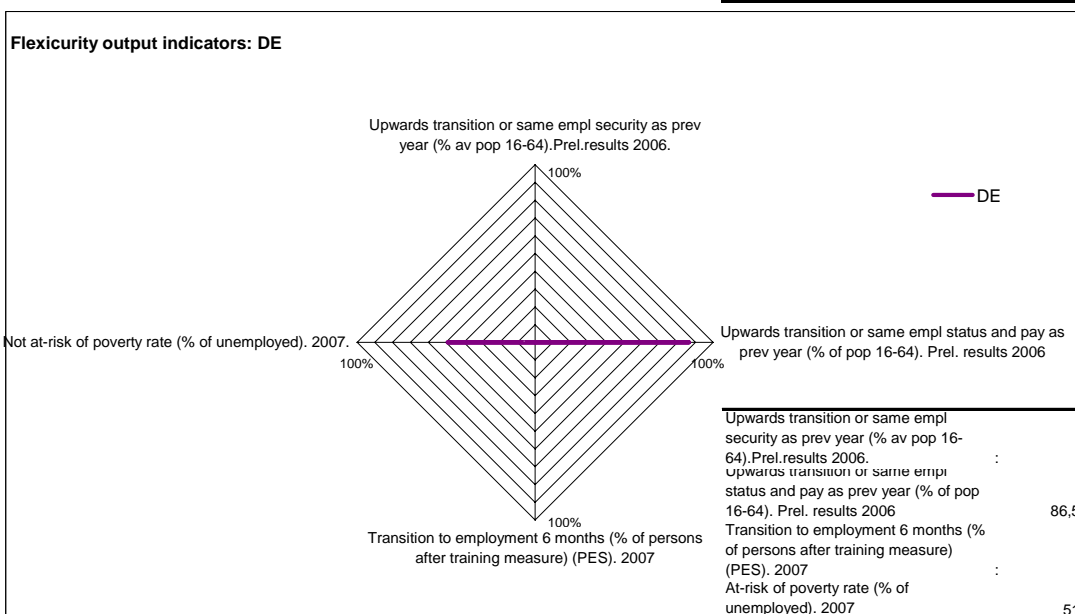 Flexicurity output indicators: DE
Upwards transition or same empl security as prev
year (% av pop 16-64).Prel.results 2006.
100%
DE
Not at-risk of poverty rate (% of unemployed). 2007.
100%
100%
Upwards transition or same empl status and pay as
prev year (% of pop 16-64). Prel. results 2006
100%
Transition to employment 6 months (% of persons
after training measure) (PES). 2007
Upwards transition or same empl
security as prev year (% av pop 16-
64).Prel.results 2006. :
Upwards transition or same empl
status and pay as prev year (% of pop
16-64). Prel. results 2006 86,5
Transition to employment 6 months (%
of persons after training measure)
(PES). 2007 :
At-risk of poverty rate (% of
unemployed). 2007 51